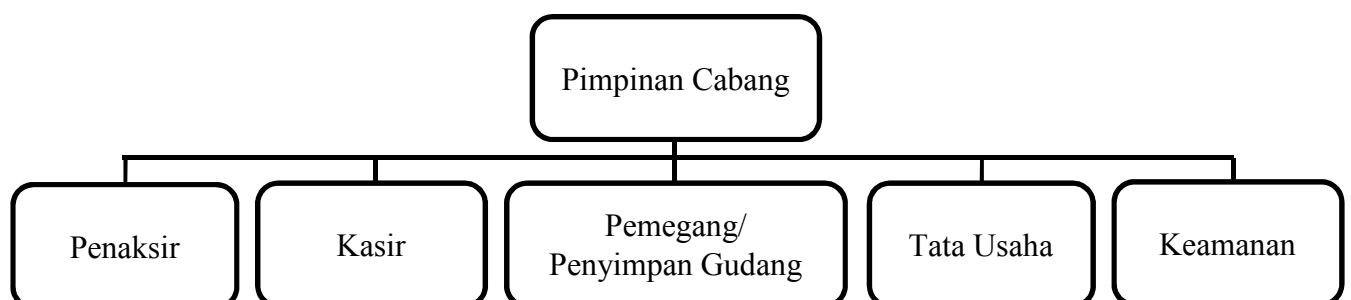 Pimpinan Cabang
Penaksir
Kasir
Pemegang/
Penyimpan Gudang
Tata Usaha
Keamanan